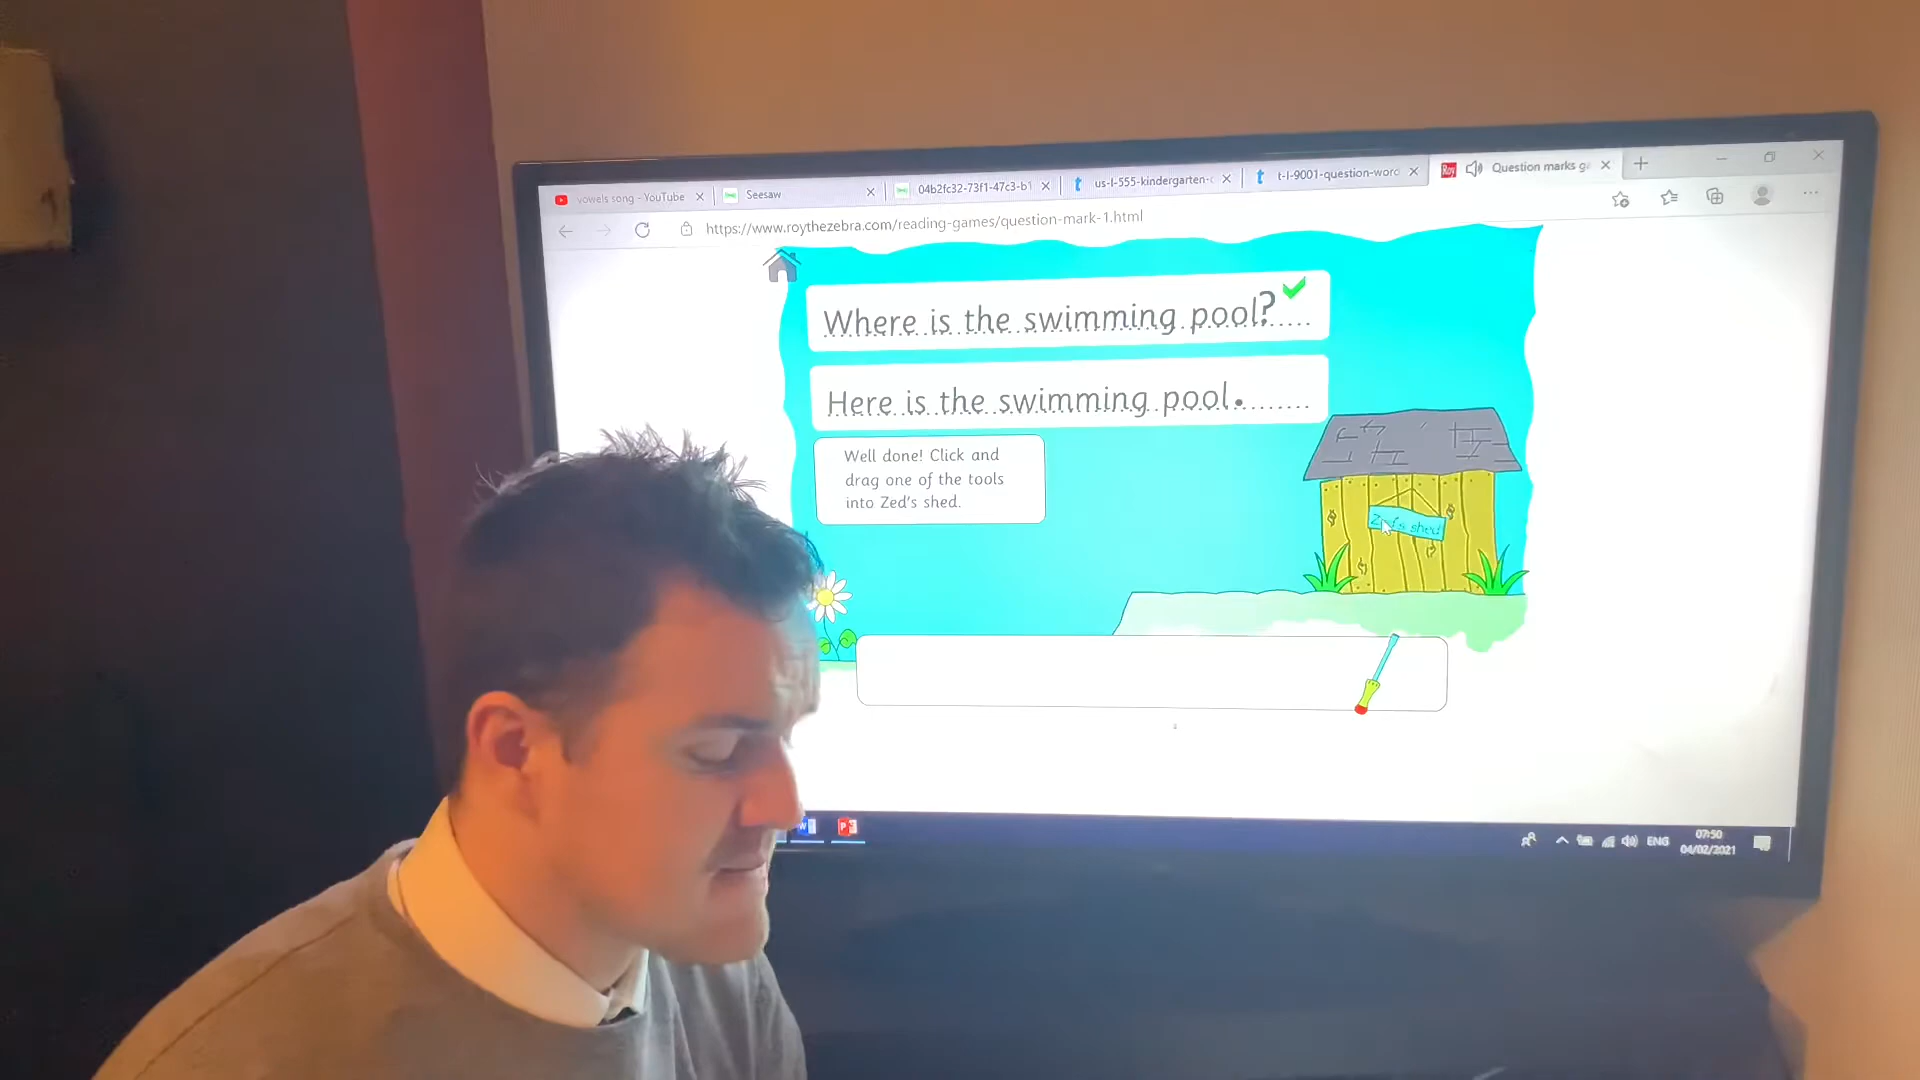 vowels song - YouTube
Seesaw
04b2fc32-73f1-47c3-b1
us-l-555-kindergarten-
t-l-9001-question-word
Roy
Question marks ga
https://www.roythezebra.com/reading-games/question-mark-1.html
Where is the swimming pool?
Here is the swimming pool.
Well done! Click and
drag one of the tools
into Zed's shed.
Zed's shed
ENG
07:50
04/02/2021